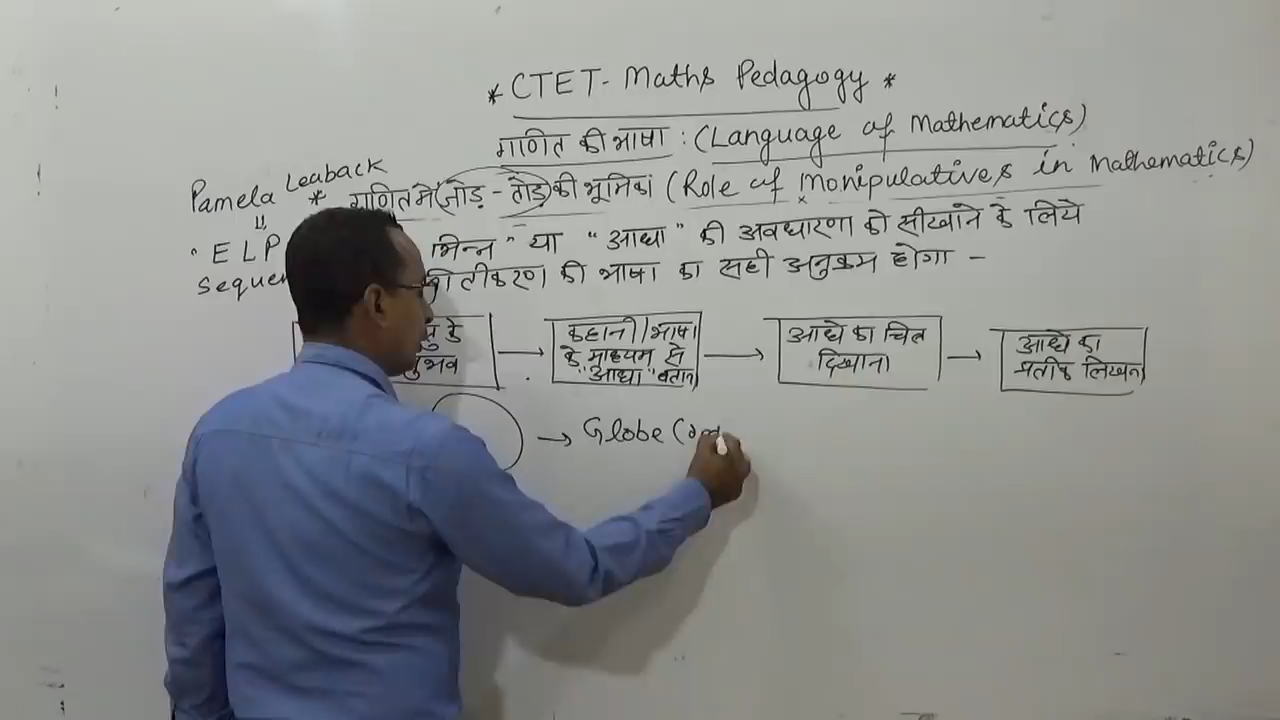 * CTET - Maths Pedagogy *
गणित की भाषा : (Language of Mathematics)
Pamela Leaback
* गणित मे (जोड़ - तोड़) की भूमिका (Role of Monipulatives in Mathematics)
" E L P
भिन्न" या "आधा" की अवधारणा को सीखाने के लिये
sequen
की भाषा का सही अनुक्रम होगा -
के
→ कहानी/भाषा के माध्यम से "आधा" बताना → आधे का चित्र दिखाना → आधे का प्रतीक लिखना
→ Globe (